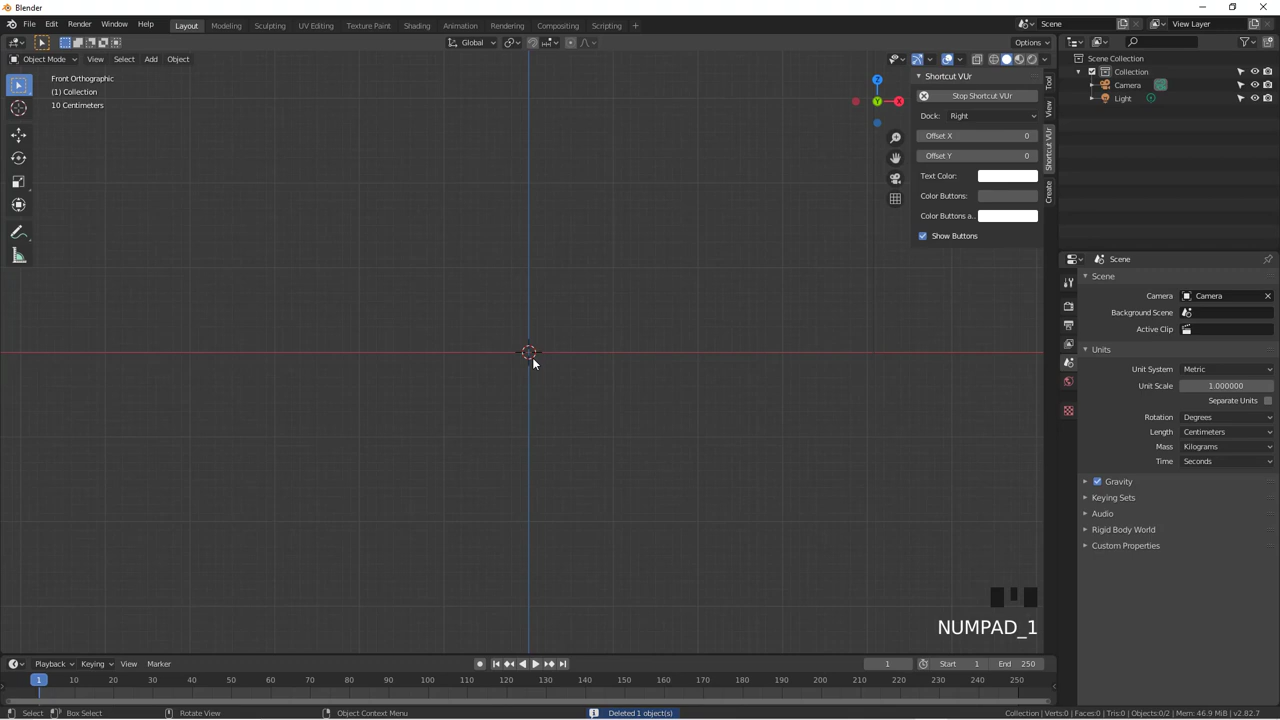 Blender
File Edit Render Window Help Layout Modeling Sculpting UV Editing Texture Paint Shading Animation Rendering Compositing Scripting + Scene View Layer
Global Options
Object Mode View Select Add Object
Front Orthographic
(1) Collection
10 Centimeters
Z
Y
X
Shortcut VUr
Stop Shortcut VUr
Dock: Right
Offset X 0
Offset Y 0
Text Color:
Color Buttons:
Color Buttons a..
Show Buttons
Tool
View
Shortcut VUr
Create
Scene Collection
Collection
Camera
Light
Scene
Scene
Camera Camera
Background Scene
Active Clip
Units
Unit System Metric
Unit Scale 1.000000
Separate Units
Rotation Degrees
Length Centimeters
Mass Kilograms
Time Seconds
Gravity
Keying Sets
Audio
Rigid Body World
Custom Properties
NUMPAD_1
Playback Keying View Marker 1 Start 1 End 250
1 10 20 30 40 50 60 70 80 90 100 110 120 130 140 150 160 170 180 190 200 210 220 230 240 250
Select Box Select Rotate View Object Context Menu Deleted 1 object(s) Collection | Verts:0 | Faces:0 | Tris:0 | Objects:0/2 | Mem: 46.9 MiB | v2.82.7